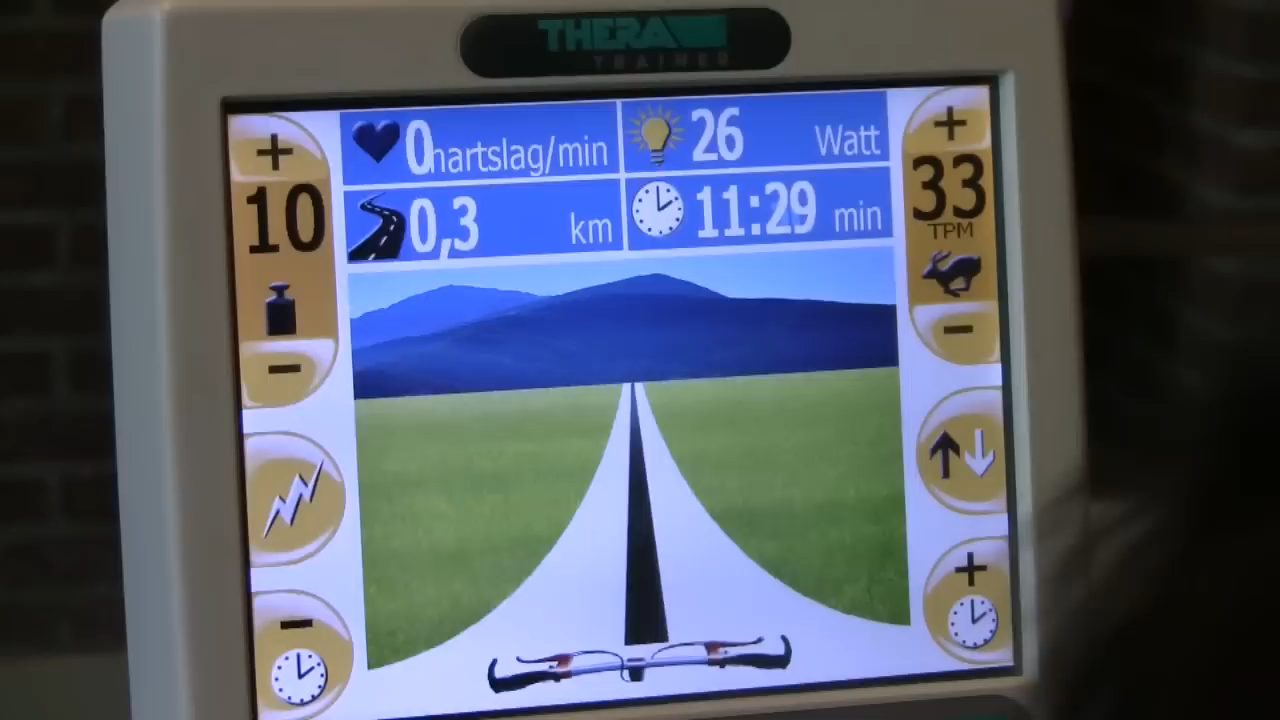 THERA
TRAINER
+
10
-
0 hartslag/min
26 Watt
0,3 km
11:29 min
+
33
TPM
-
-
+